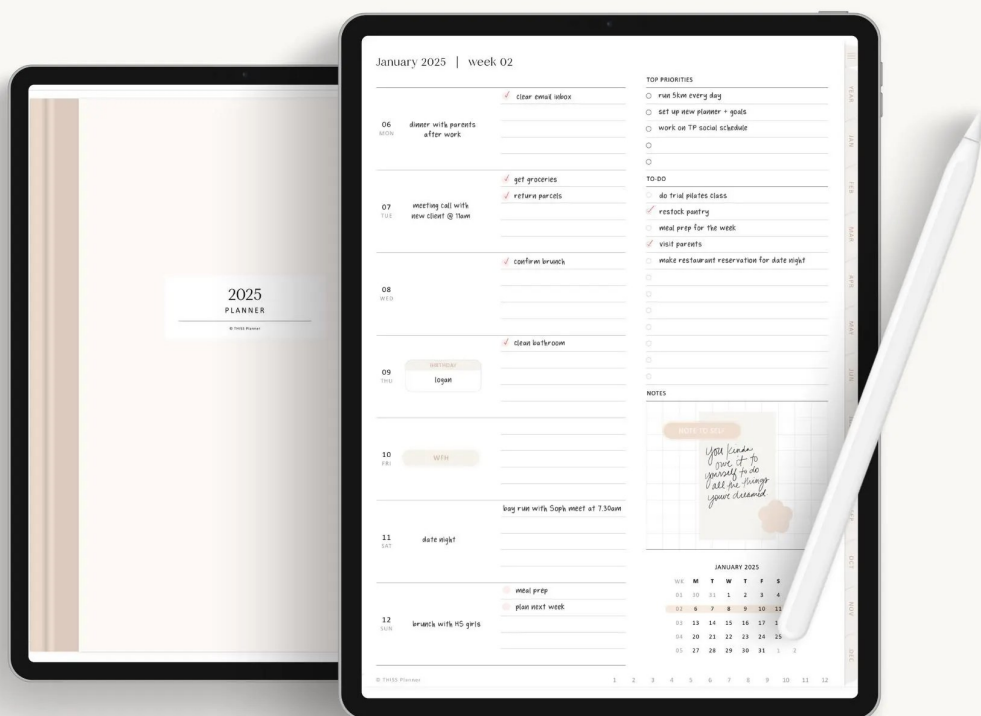 2025
PLANNER
© THISS Planner
January 2025 | week 02
clear email inbox
06
MON
dinner with parents
after work
get groceries
return parcels
07
TUE
meeting call with
new client @ 11am
confirm brunch
08
WED
clean bathroom
09
THU
BIRTHDAY
logan
10
FRI
WFH
bay run with Soph meet at 7.30am
11
SAT
date night
meal prep
plan next week
12
SUN
brunch with HS girls
TOP PRIORITIES
run 5km every day
set up new planner + goals
work on TP social schedule
TO-DO
do trial pilates class
restock pantry
meal prep for the week
visit parents
make restaurant reservation for date night
NOTES
NOTE TO SELF
you kinda
owe it to
yourself to do
all the things
youve dreamed
JANUARY 2025
WK M T W T F S
01 30 31 1 2 3 4
02 6 7 8 9 10 11
03 13 14 15 16 17
04 20 21 22 23 24 25
05 27 28 29 30 31 1 2
© THISS Planner
1 2 3 4 5 6 7 8 9 10 11 12
YEAR
JAN
FEB
MAR
APR
MAY
JUN
OCT
NOV
DEC